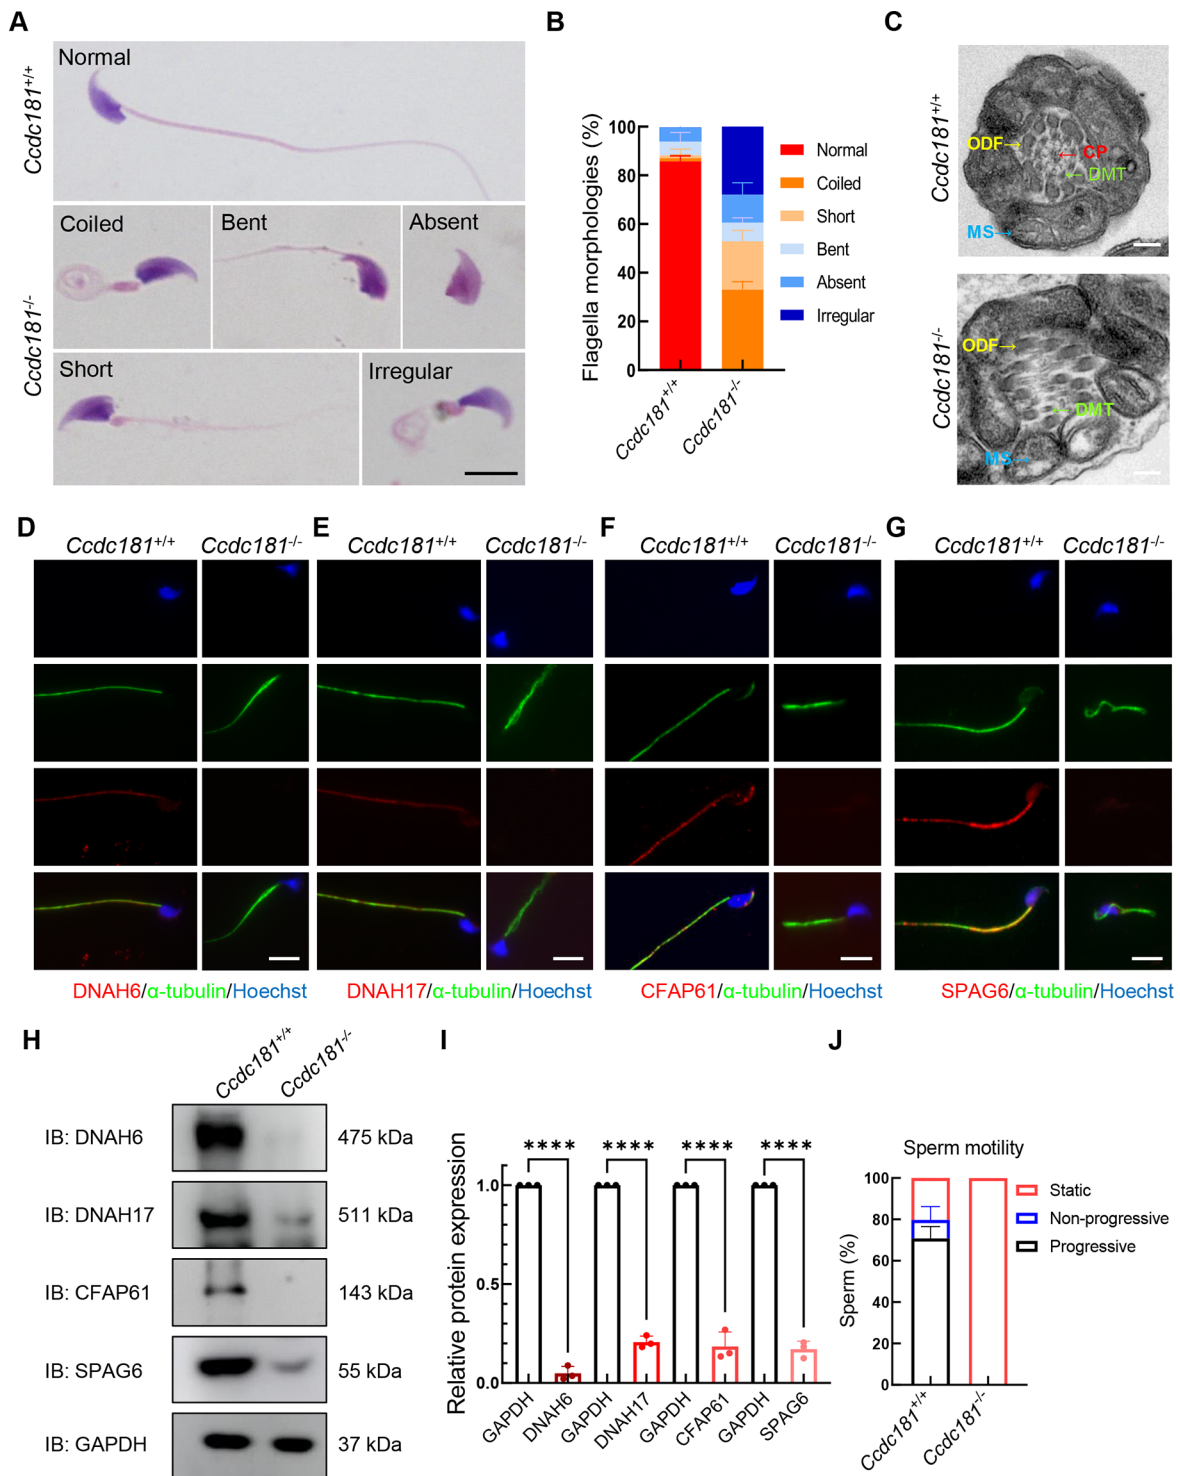 A
Ccdc181+/+
Normal
Ccdc181-/-
Coiled
Bent
Absent
Short
Irregular
B
Flagella morphologies (%)
100
80
60
40
20
0
Ccdc181+/+
Ccdc181-/-
Normal
Coiled
Short
Bent
Absent
Irregular
C
Ccdc181+/+
ODF→
←CP
←DMT
MS→
Ccdc181-/-
ODF→
←DMT
MS→
D
Ccdc181+/+
Ccdc181-/-
DNAH6/α-tubulin/Hoechst
E
Ccdc181+/+
Ccdc181-/-
DNAH17/α-tubulin/Hoechst
F
Ccdc181+/+
Ccdc181-/-
CFAP61/α-tubulin/Hoechst
G
Ccdc181+/+
Ccdc181-/-
SPAG6/α-tubulin/Hoechst
H
Ccdc181+/+
Ccdc181-/-
IB: DNAH6 475 kDa
IB: DNAH17 511 kDa
IB: CFAP61 143 kDa
IB: SPAG6 55 kDa
IB: GAPDH 37 kDa
I
Relative protein expression
1.0
0.5
0.0
****
****
****
****
GAPDH
DNAH6
GAPDH
DNAH17
GAPDH
CFAP61
GAPDH
SPAG6
J
Sperm motility
Sperm (%)
100
80
60
40
20
0
Ccdc181+/+
Ccdc181-/-
Static
Non-progressive
Progressive